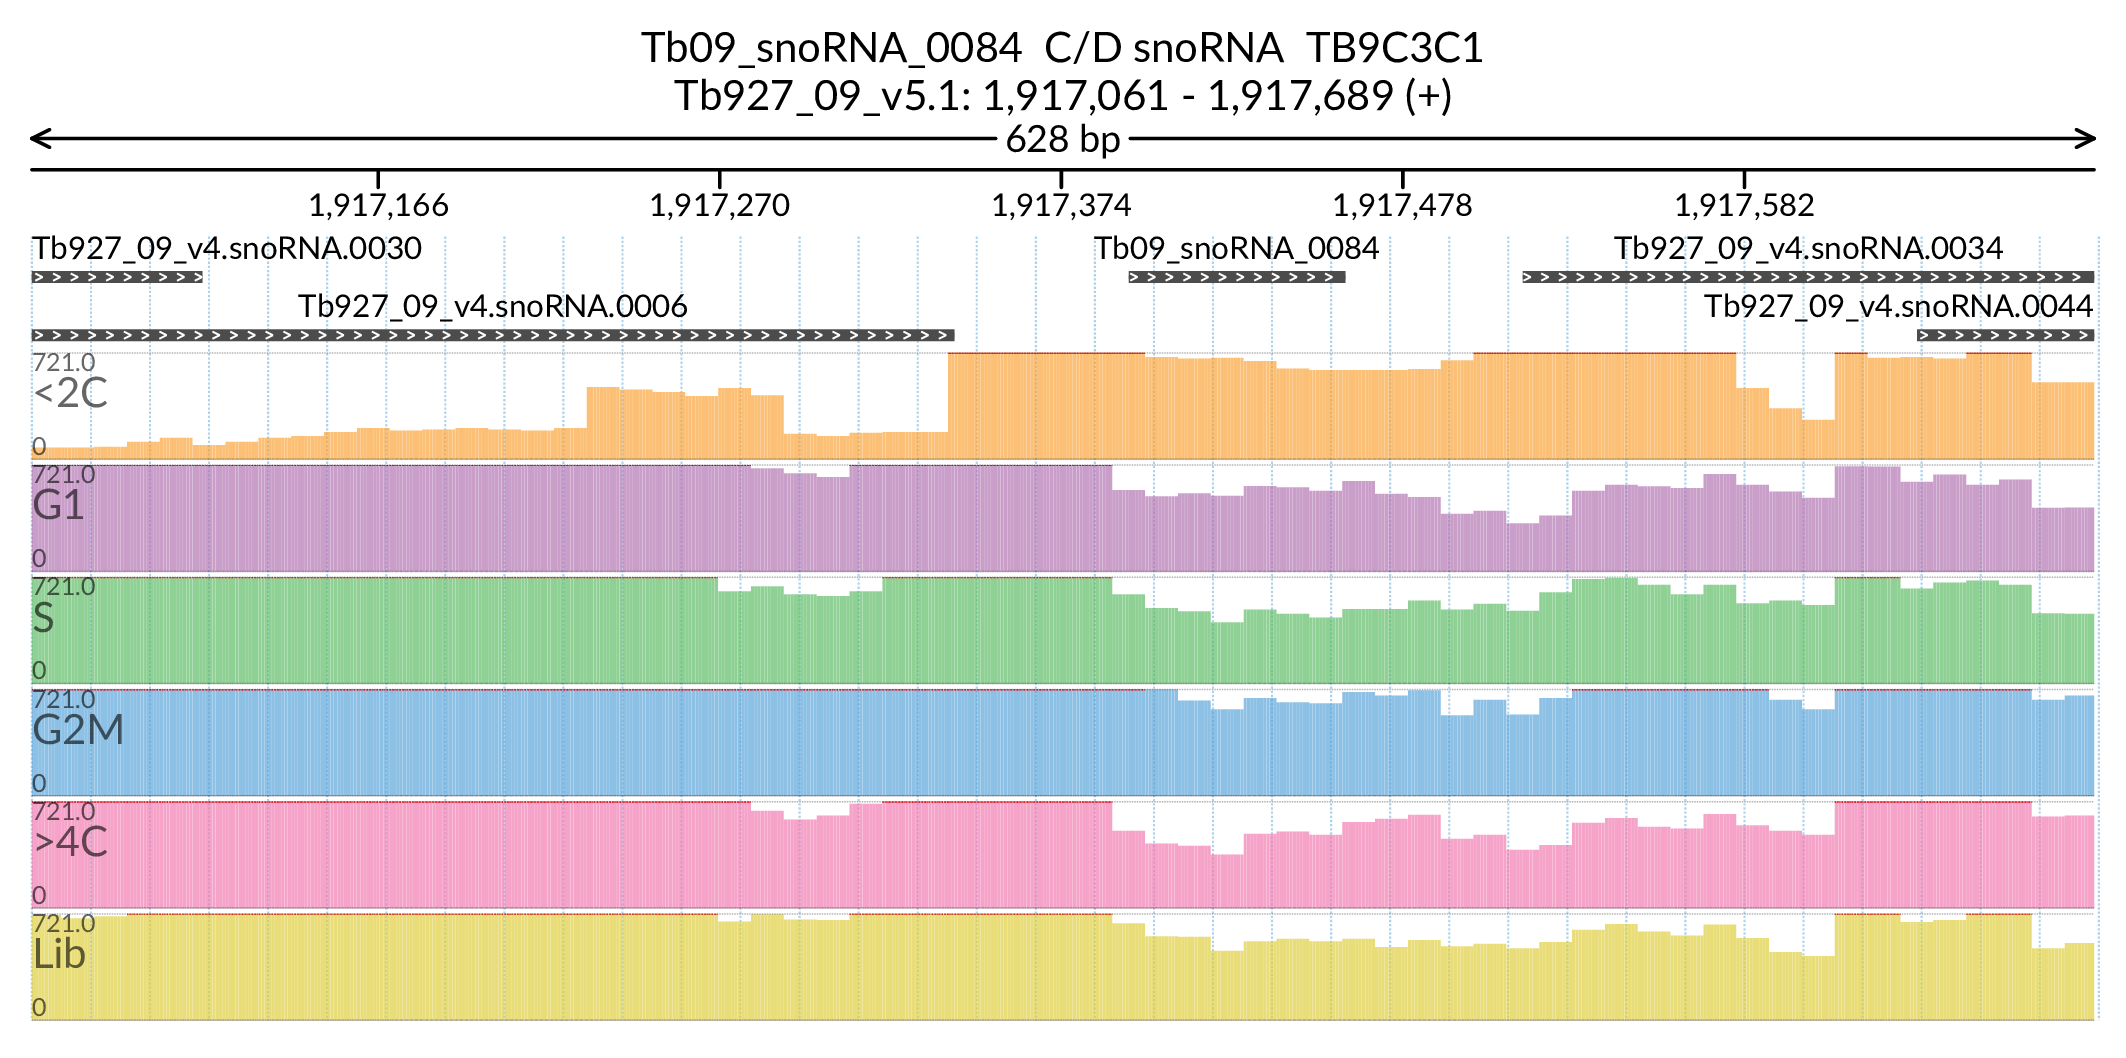 Tb09_snoRNA_0084 C/D snoRNA TB9C3C1
Tb927_09_v5.1: 1,917,061 - 1,917,689 (+)
628 bp
1,917,166 1,917,270 1,917,374 1,917,478 1,917,582
Tb927_09_v4.snoRNA.0030 Tb09_snoRNA_0084 Tb927_09_v4.snoRNA.0034
Tb927_09_v4.snoRNA.0006 Tb927_09_v4.snoRNA.0044
721.0
<2C
0
721.0
G1
0
721.0
S
0
721.0
G2M
0
721.0
>4C
0
721.0
Lib
0